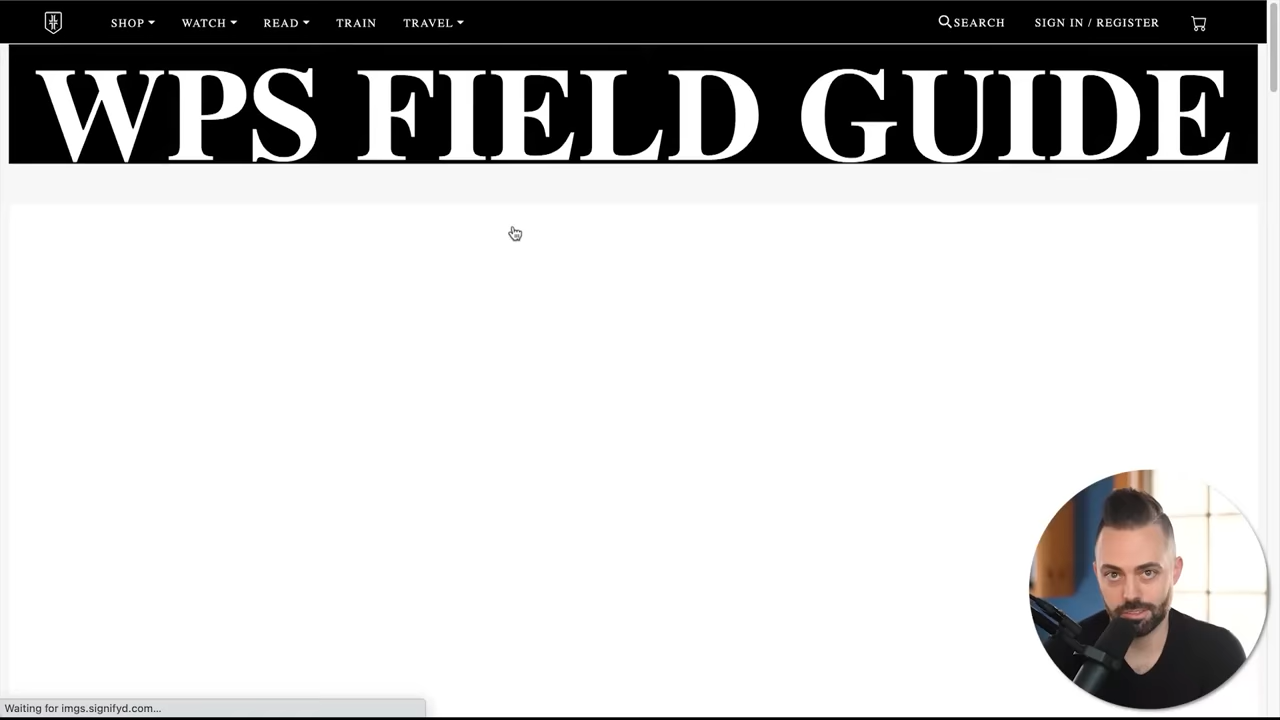 SHOP WATCH READ TRAIN TRAVEL SEARCH SIGN IN / REGISTER
WPS FIELD GUIDE
Waiting for imgs.signifyd.com...